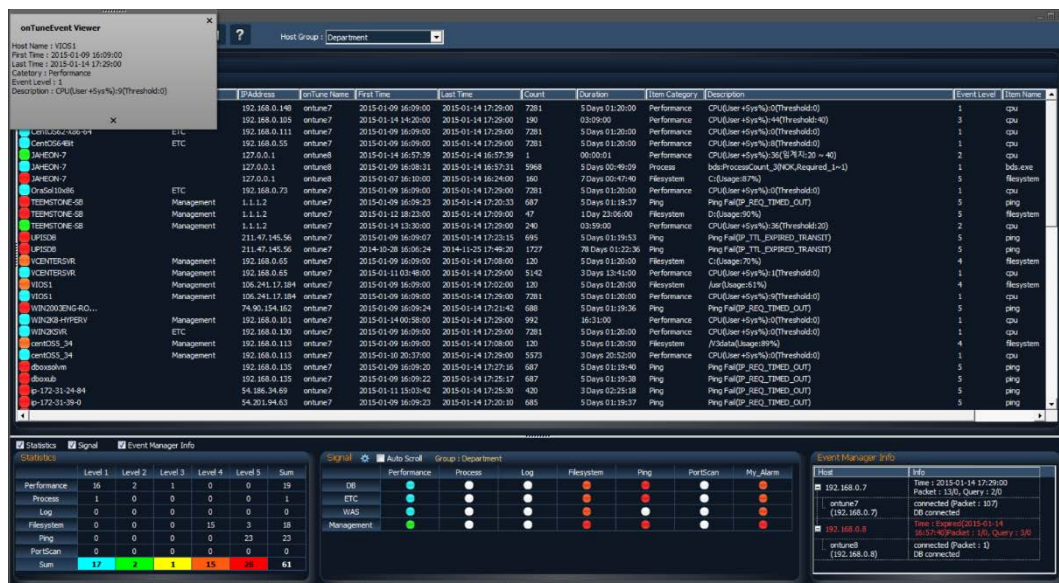 onTuneEvent Viewer
Host Name : VIOS1
First Time : 2015-01-09 16:09:00
Last Time : 2015-01-14 17:29:00
Catetory : Performance
Event Level : 1
Description : CPU(User+Sys%):9(Threshold:0)
? Host Group : Department
IPAddress onTune Name First Time Last Time Count Duration Item Category Description Event Level Item Name
192.168.0.148 ontune7 2015-01-09 16:09:00 2015-01-14 17:29:00 7281 5 Days 01:20:00 Performance CPU(User+Sys%):0(Threshold:0) 1 cpu
192.168.0.105 ontune7 2015-01-14 14:20:00 2015-01-14 17:29:00 190 03:09:00 Performance CPU(User+Sys%):44(Threshold:40) 3 cpu
CentOS62-X86-64 ETC 192.168.0.111 ontune7 2015-01-09 16:09:00 2015-01-14 17:29:00 7281 5 Days 01:20:00 Performance CPU(User+Sys%):0(Threshold:0) 1 cpu
CentOS64Bit ETC 192.168.0.55 ontune7 2015-01-09 16:09:00 2015-01-14 17:29:00 7281 5 Days 01:20:00 Performance CPU(User+Sys%):8(Threshold:0) 1 cpu
JAHEON-7 127.0.0.1 ontune8 2015-01-14 16:57:39 2015-01-14 16:57:39 1 00:00:01 Performance CPU(User+Sys%):36(임계치:20 ~ 40) 2 cpu
JAHEON-7 127.0.0.1 ontune8 2015-01-09 16:08:31 2015-01-14 16:57:31 5968 5 Days 00:49:09 Process bds:ProcessCount_3(NOK,Required_1~1) 1 bds.exe
JAHEON-7 127.0.0.1 ontune8 2015-01-07 16:10:00 2015-01-14 16:24:00 160 7 Days 00:47:40 Filesystem C:(Usage:87%) 5 filesystem
OraSol10x86 ETC 192.168.0.73 ontune7 2015-01-09 16:09:00 2015-01-14 17:29:00 7281 5 Days 01:20:00 Performance CPU(User+Sys%):0(Threshold:0) 1 cpu
TEEMSTONE-SB Management 1.1.1.2 ontune7 2015-01-09 16:09:23 2015-01-14 17:20:33 687 5 Days 01:19:37 Ping Ping Fail(IP_REQ_TIMED_OUT) 5 ping
TEEMSTONE-SB Management 1.1.1.2 ontune7 2015-01-12 18:23:00 2015-01-14 17:09:00 47 1 Day 23:06:00 Filesystem D:(Usage:90%) 5 filesystem
TEEMSTONE-SB Management 1.1.1.2 ontune7 2015-01-14 13:30:00 2015-01-14 17:29:00 240 03:59:00 Performance CPU(User+Sys%):36(Threshold:20) 2 cpu
UPISDB 211.47.145.56 ontune7 2015-01-09 16:09:07 2015-01-14 17:23:15 695 5 Days 01:19:53 Ping Ping Fail(IP_TTL_EXPIRED_TRANSIT) 5 ping
UPISDB 211.47.145.56 ontune7 2014-10-28 16:06:24 2014-11-25 17:49:20 1727 78 Days 01:22:36 Ping Ping Fail(IP_TTL_EXPIRED_TRANSIT) 5 ping
VCENTERSVR Management 192.168.0.65 ontune7 2015-01-09 16:09:00 2015-01-14 17:08:00 120 5 Days 01:20:00 Filesystem C:(Usage:70%) 4 filesystem
VCENTERSVR Management 192.168.0.65 ontune7 2015-01-11 03:48:00 2015-01-14 17:29:00 5142 3 Days 13:41:00 Performance CPU(User+Sys%):1(Threshold:0) 1 cpu
VIOS1 Management 106.241.17.184 ontune7 2015-01-09 16:09:00 2015-01-14 17:02:00 120 5 Days 01:20:00 Filesystem /usr(Usage:61%) 4 filesystem
VIOS1 Management 106.241.17.184 ontune7 2015-01-09 16:09:00 2015-01-14 17:29:00 7281 5 Days 01:20:00 Performance CPU(User+Sys%):9(Threshold:0) 1 cpu
WIN2003ENG-RO... 74.90.154.162 ontune7 2015-01-09 16:09:24 2015-01-14 17:21:42 688 5 Days 01:19:36 Ping Ping Fail(IP_REQ_TIMED_OUT) 5 ping
WIN2K8-HYPERV Management 192.168.0.101 ontune7 2015-01-14 00:58:00 2015-01-14 17:29:00 992 16:31:00 Performance CPU(User+Sys%):0(Threshold:0) 1 cpu
WIN2KSVR ETC 192.168.0.130 ontune7 2015-01-09 16:09:00 2015-01-14 17:29:00 7281 5 Days 01:20:00 Performance CPU(User+Sys%):0(Threshold:0) 1 cpu
centOS5_34 Management 192.168.0.113 ontune7 2015-01-09 16:09:00 2015-01-14 17:08:00 120 5 Days 01:20:00 Filesystem /V3data(Usage:89%) 4 filesystem
centOS5_34 Management 192.168.0.113 ontune7 2015-01-10 20:37:00 2015-01-14 17:29:00 5573 3 Days 20:52:00 Performance CPU(User+Sys%):0(Threshold:0) 1 cpu
dboxsolvm 192.168.0.135 ontune7 2015-01-09 16:09:20 2015-01-14 17:27:16 687 5 Days 01:19:40 Ping Ping Fail(IP_REQ_TIMED_OUT) 5 ping
dboxub 192.168.0.135 ontune7 2015-01-09 16:09:22 2015-01-14 17:25:17 687 5 Days 01:19:38 Ping Ping Fail(IP_REQ_TIMED_OUT) 5 ping
ip-172-31-24-84 54.186.34.69 ontune7 2015-01-11 15:03:42 2015-01-14 17:25:30 420 3 Days 02:25:18 Ping Ping Fail(IP_REQ_TIMED_OUT) 5 ping
ip-172-31-39-0 54.201.94.63 ontune7 2015-01-09 16:09:23 2015-01-14 17:20:10 685 5 Days 01:19:37 Ping Ping Fail(IP_REQ_TIMED_OUT) 5 ping
Statistics Signal Event Manager Info
Statistics
Level 1 Level 2 Level 3 Level 4 Level 5 Sum
Performance 16 2 1 0 0 19
Process 1 0 0 0 0 1
Log 0 0 0 0 0 0
Filesystem 0 0 0 15 3 18
Ping 0 0 0 0 23 23
PortScan 0 0 0 0 0 0
Sum 17 2 1 15 26 61
Signal Auto Scroll Group : Department
Performance Process Log Filesystem Ping PortScan My_Alarm
DB
ETC
WAS
Management
Event Manager Info
Host Info
192.168.0.7 Time : 2015-01-14 17:29:00
Packet : 13/0, Query : 2/0
ontune7 connected (Packet : 107)
(192.168.0.7) DB connected
192.168.0.8 Time : Expired(2015-01-14
16:57:40)Packet : 1/0, Query : 3/0
ontune8 connected (Packet : 1)
(192.168.0.8) DB connected